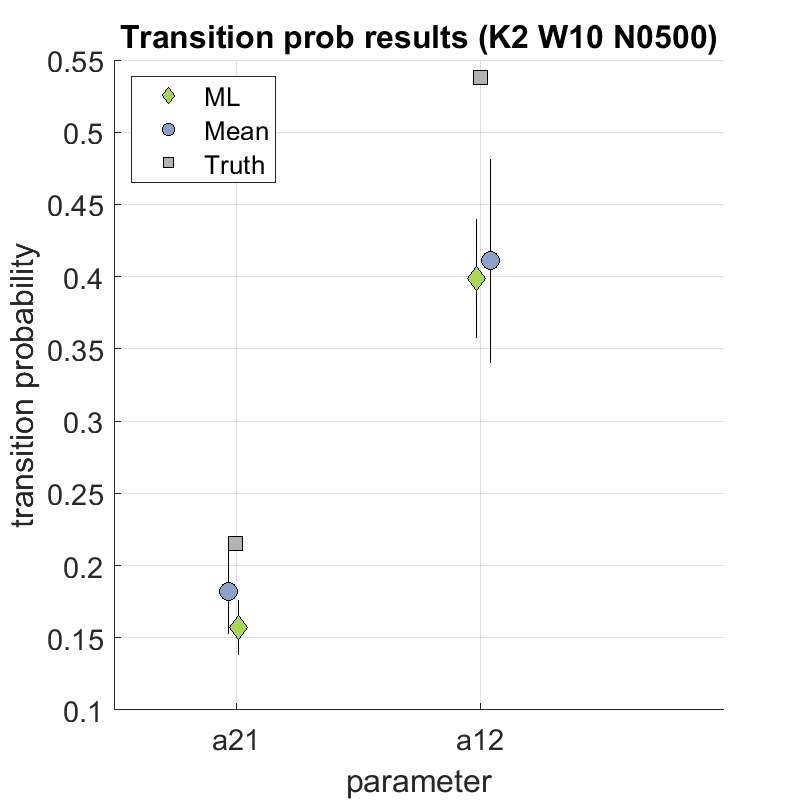 Transition prob results (K2 W10 N0500)
0.55
0.5
0.45
0.4
0.35
0.3
0.25
0.2
0.15
0.1
transition probability
ML
Mean
Truth
a21
a12
parameter